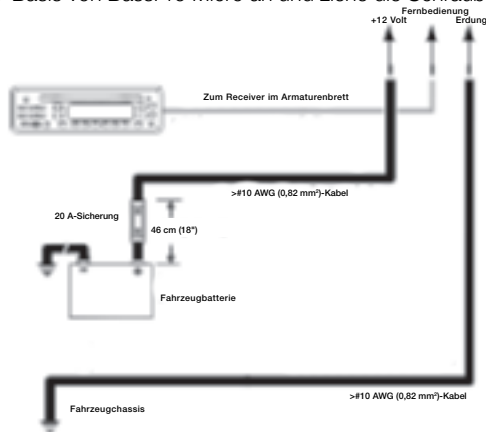 Fernbedienung
+12 Volt
Erdung
Zum Receiver im Armaturenbrett
>#10 AWG (0,82 mm²)-Kabel
20 A-Sicherung
46 cm (18")
Fahrzeugbatterie
>#10 AWG (0,82 mm²)-Kabel
Fahrzeugchassis